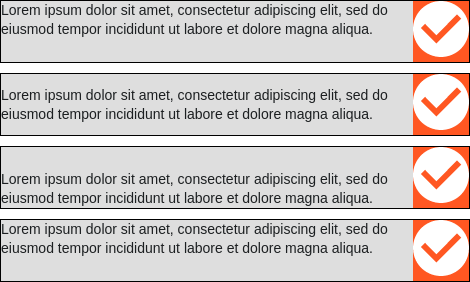 Lorem ipsum dolor sit amet, consectetur adipiscing elit, sed do
eiusmod tempor incididunt ut labore et dolore magna aliqua.
Lorem ipsum dolor sit amet, consectetur adipiscing elit, sed do
eiusmod tempor incididunt ut labore et dolore magna aliqua.
Lorem ipsum dolor sit amet, consectetur adipiscing elit, sed do
eiusmod tempor incididunt ut labore et dolore magna aliqua.
Lorem ipsum dolor sit amet, consectetur adipiscing elit, sed do
eiusmod tempor incididunt ut labore et dolore magna aliqua.